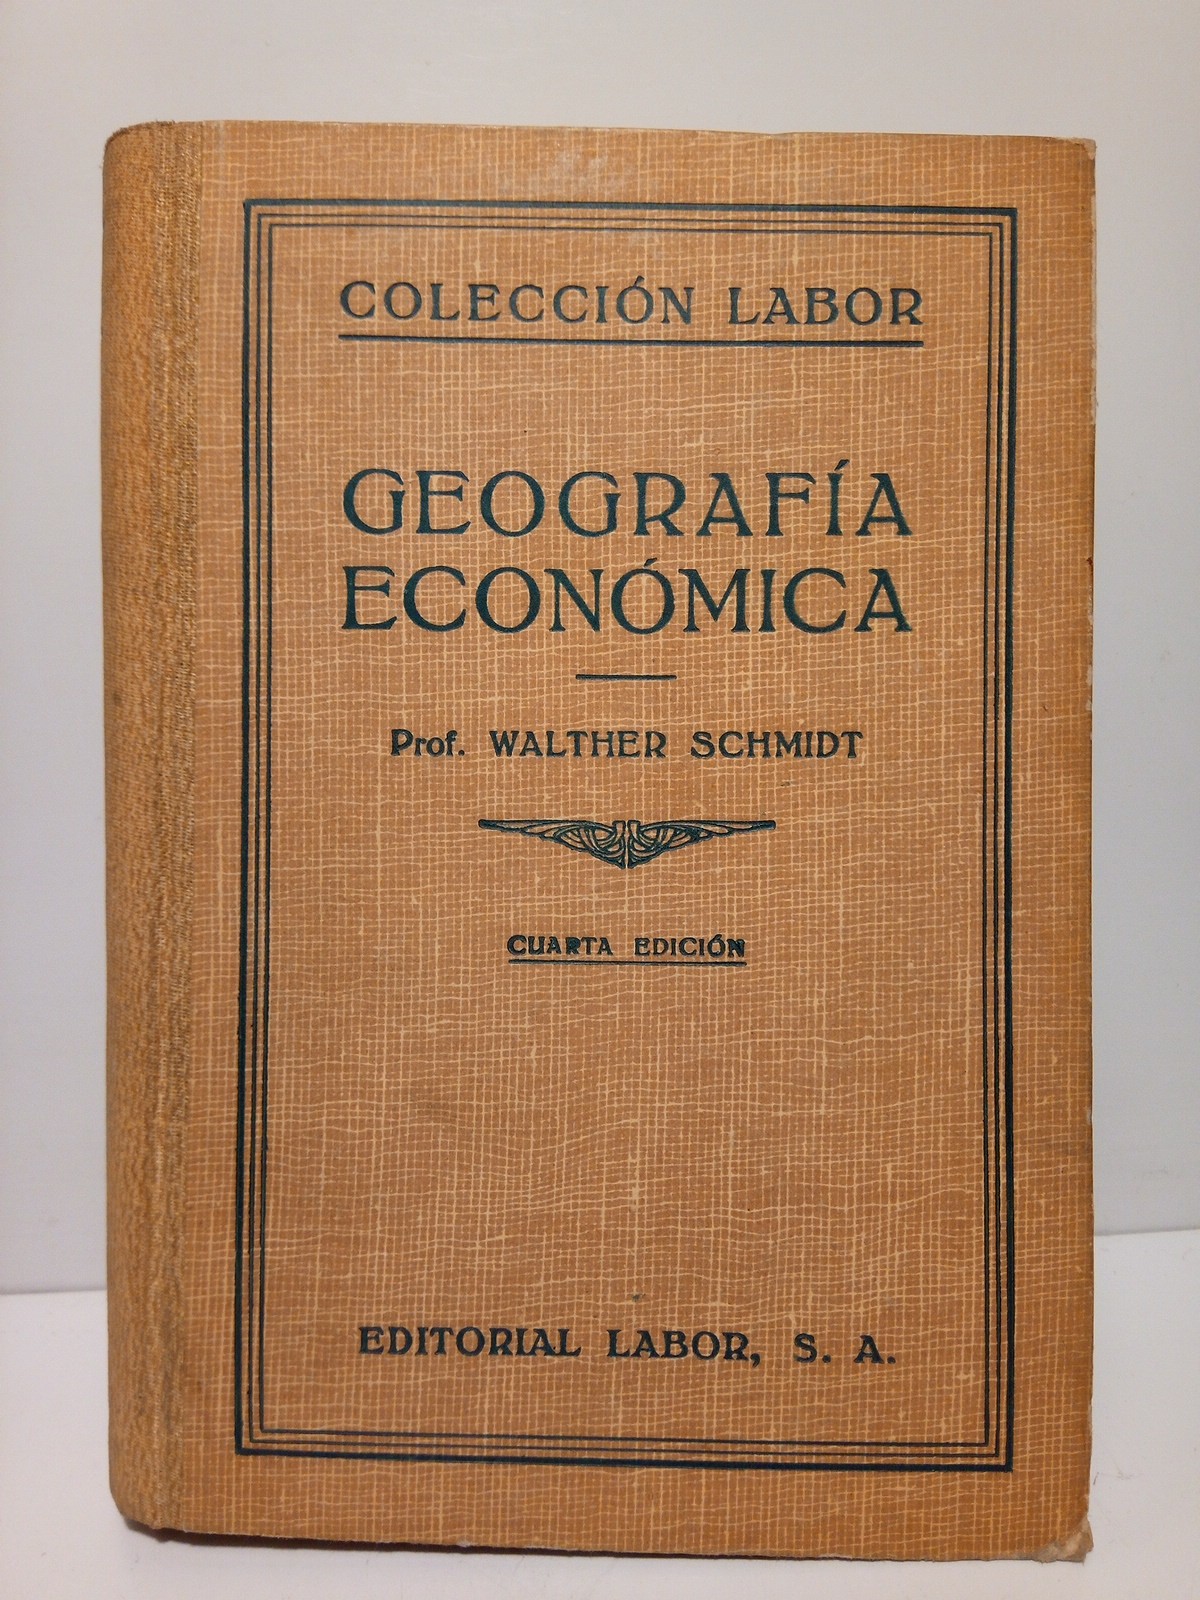 COLECCIÓN LABOR
GEOGRAFÍA
ECONÓMICA
Prof. WALTHER SCHMIDT
CUARTA EDICIÓN
EDITORIAL LABOR, S. A.